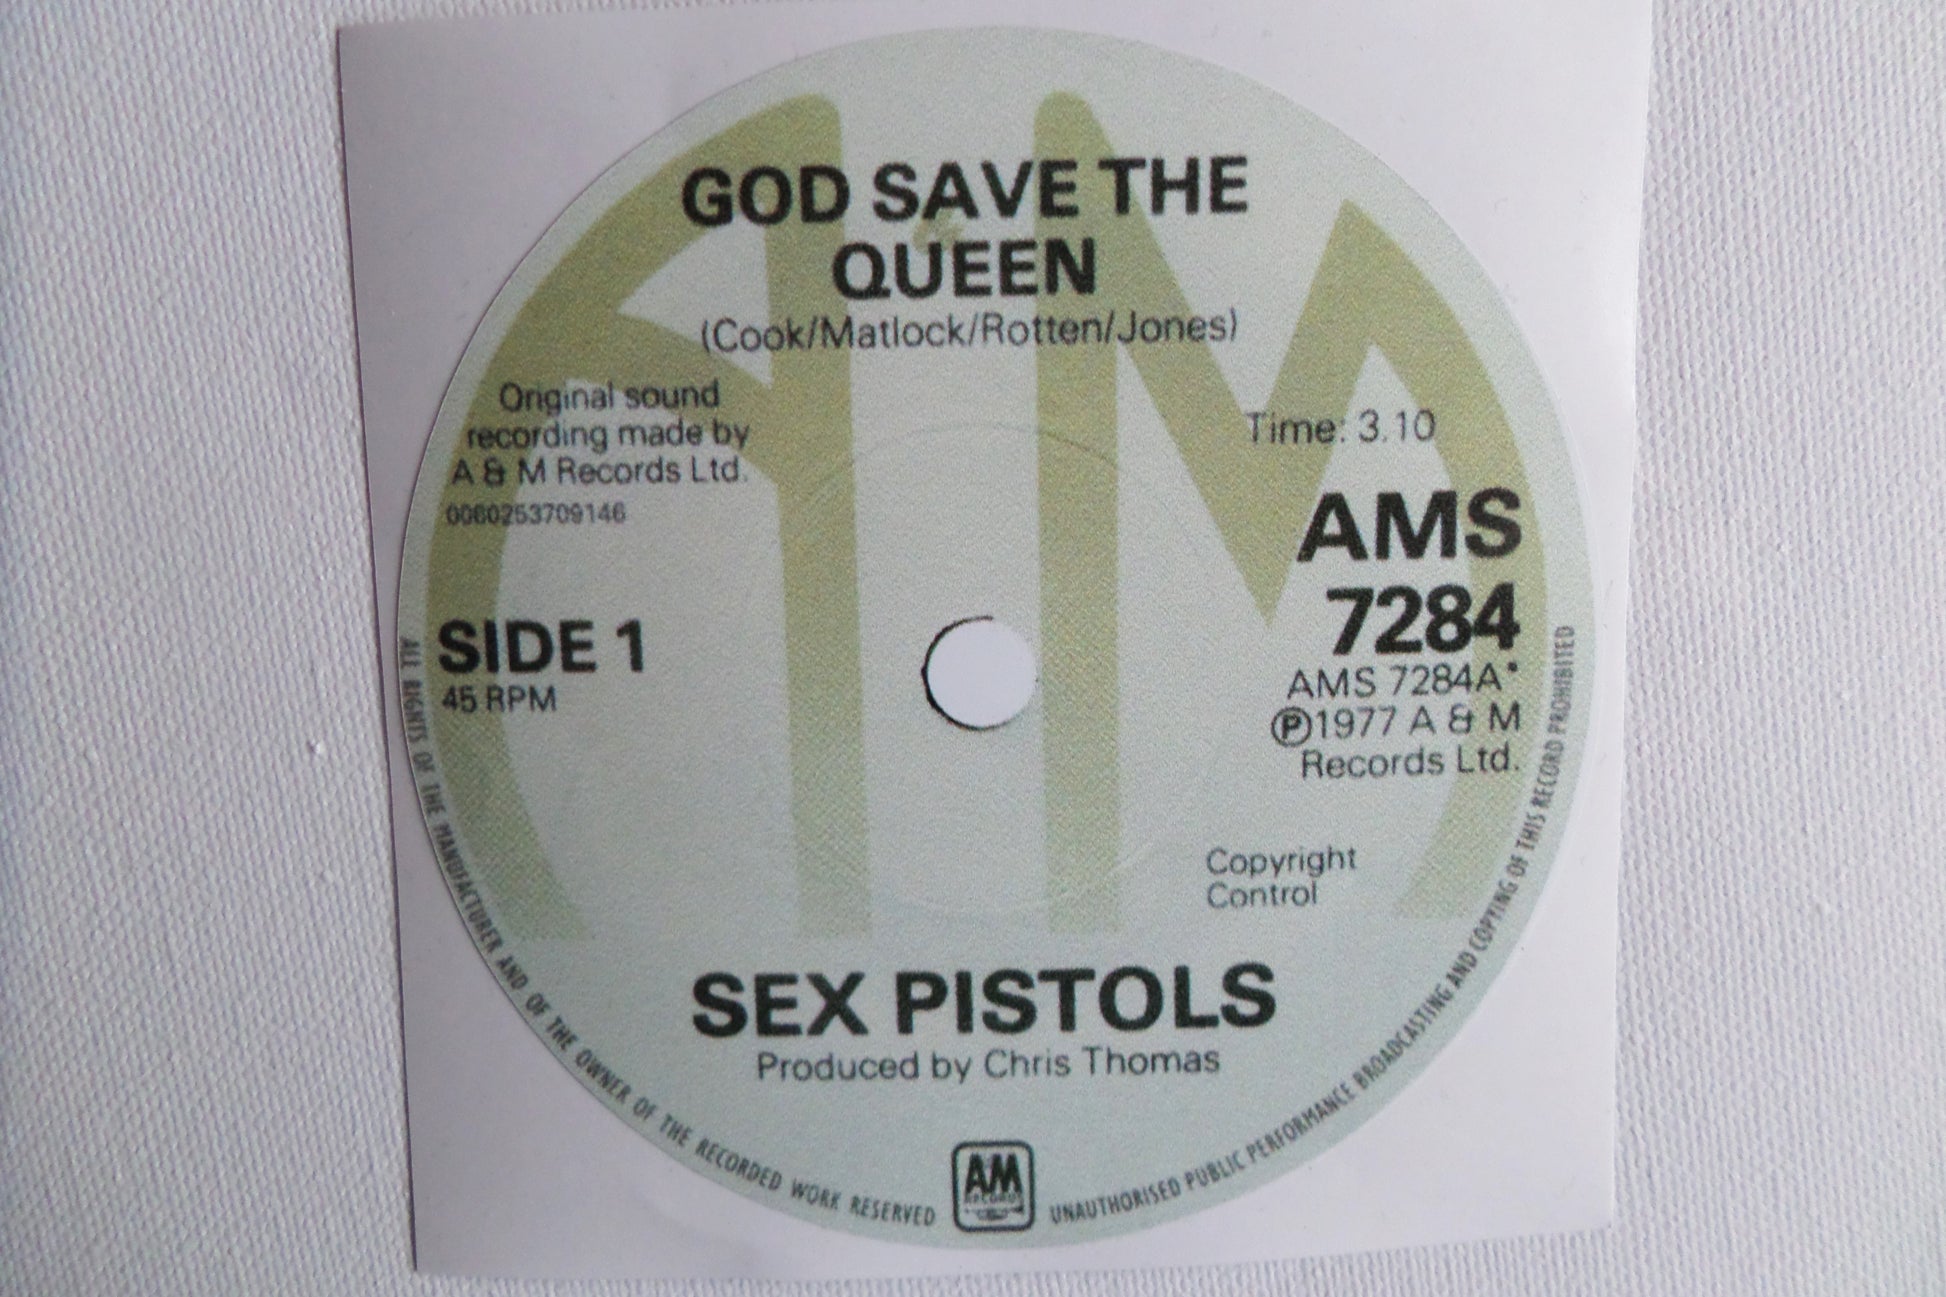 GOD SAVE THE
QUEEN
(Cook/Matlock/Rotten/Jones)
Original sound
recording made by
A & M Records Ltd.
0060253709146
Time: 3.10
AMS
7284
AMS 7284A*
Ⓟ1977 A & M
Records Ltd.
SIDE 1
45 RPM
Copyright
Control
SEX PISTOLS
Produced by Chris Thomas
ALL RIGHTS OF THE MANUFACTURER AND OF THE OWNER OF THE RECORDED WORK RESERVED
AM
RECORDS
UNAUTHORISED PUBLIC PERFORMANCE BROADCASTING AND COPYING OF THIS RECORD PROHIBITED